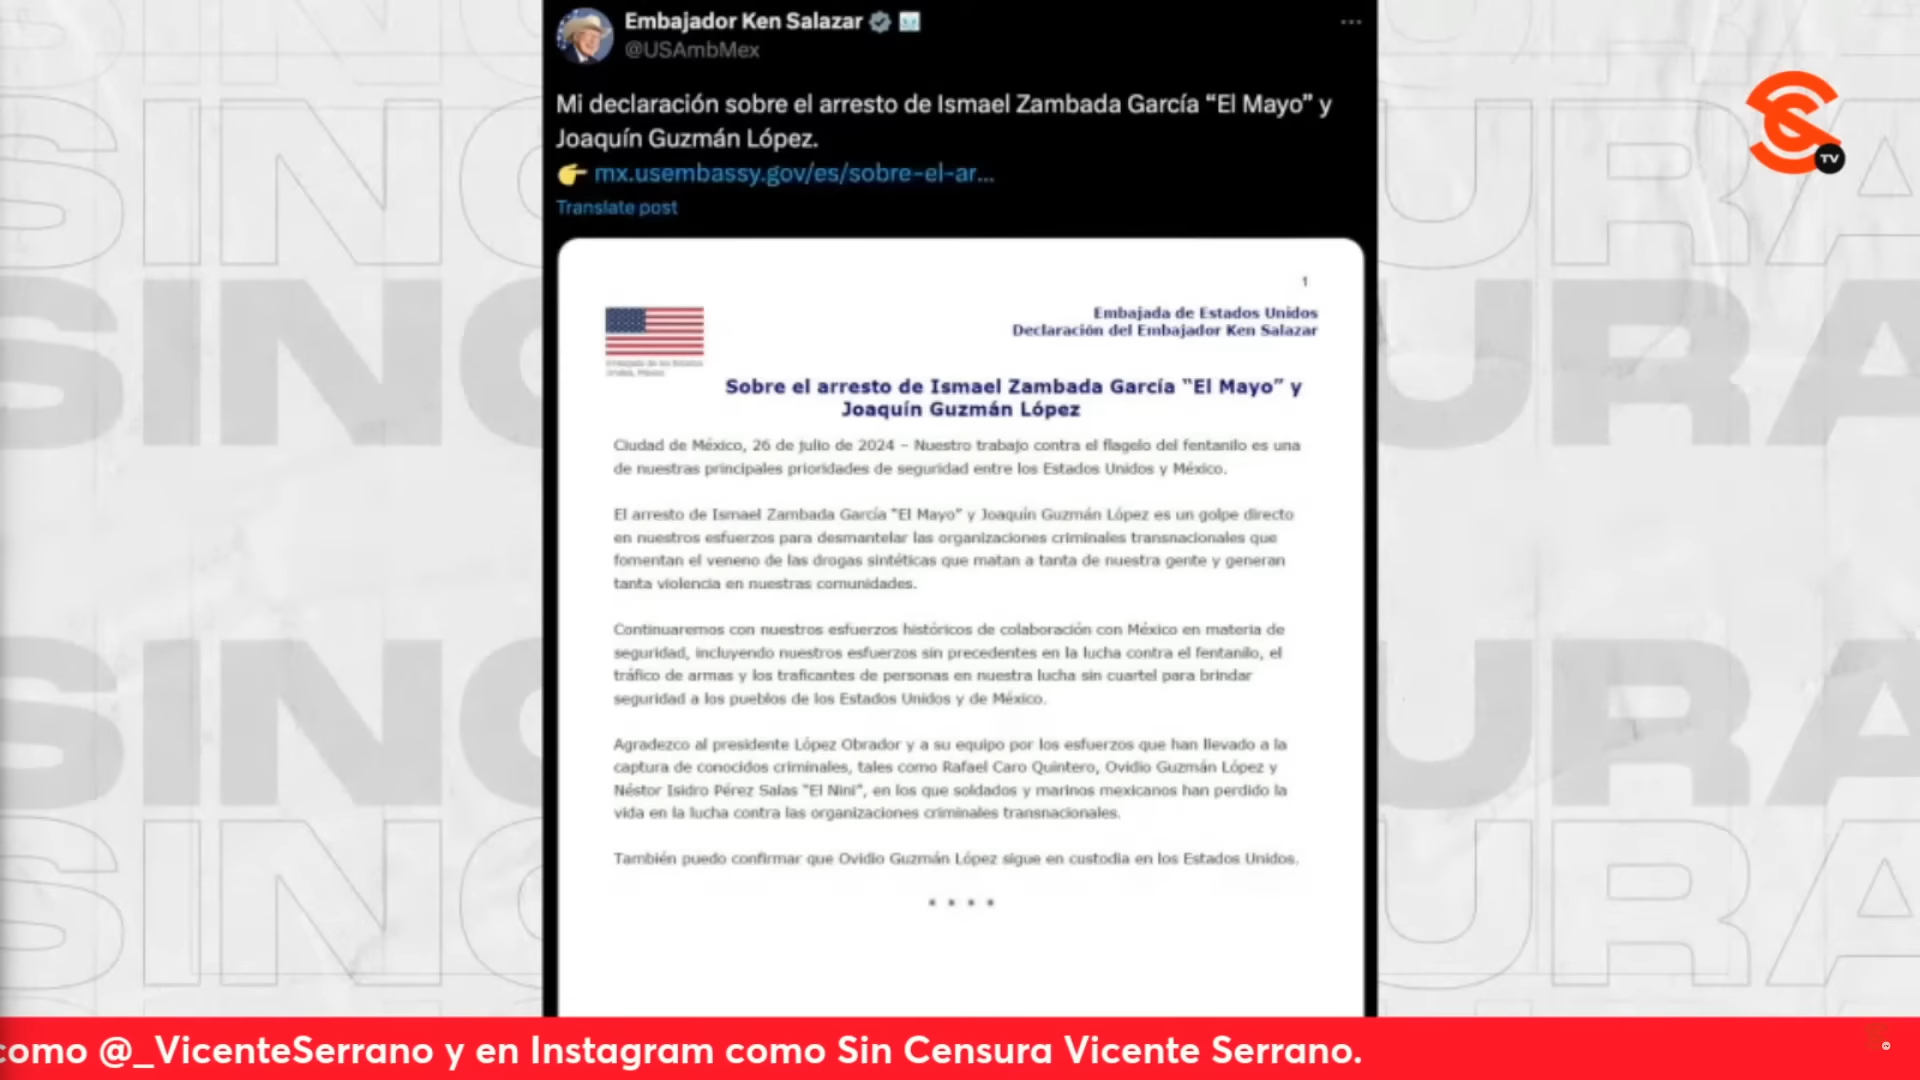 Embajador Ken Salazar
@USAmbMex
Mi declaración sobre el arresto de Ismael Zambada García “El Mayo” y
Joaquín Guzmán López.
👉 mx.usembassy.gov/es/sobre-el-ar...
Translate post
1
Embajada de Estados Unidos
Declaración del Embajador Ken Salazar
Sobre el arresto de Ismael Zambada García “El Mayo” y
Joaquín Guzmán López
Ciudad de México, 26 de julio de 2024 – Nuestro trabajo contra el flagelo del fentanilo es una
de nuestras principales prioridades de seguridad entre los Estados Unidos y México.
El arresto de Ismael Zambada García “El Mayo” y Joaquín Guzmán López es un golpe directo
en nuestros esfuerzos para desmantelar las organizaciones criminales transnacionales que
fomentan el veneno de las drogas sintéticas que matan a tanta de nuestra gente y generan
tanta violencia en nuestras comunidades.
Continuaremos con nuestros esfuerzos históricos de colaboración con México en materia de
seguridad, incluyendo nuestros esfuerzos sin precedentes en la lucha contra el fentanilo, el
tráfico de armas y los traficantes de personas en nuestra lucha sin cuartel para brindar
seguridad a los pueblos de los Estados Unidos y de México.
Agradezco al presidente López Obrador y a su equipo por los esfuerzos que han llevado a la
captura de conocidos criminales, tales como Rafael Caro Quintero, Ovidio Guzmán López y
Néstor Isidro Pérez Salas "El Nini", en los que soldados y marinos mexicanos han perdido la
vida en la lucha contra las organizaciones criminales transnacionales.
También puedo confirmar que Ovidio Guzmán López sigue en custodia en los Estados Unidos.
* * * *
TV
como @_VicenteSerrano y en Instagram como Sin Censura Vicente Serrano.